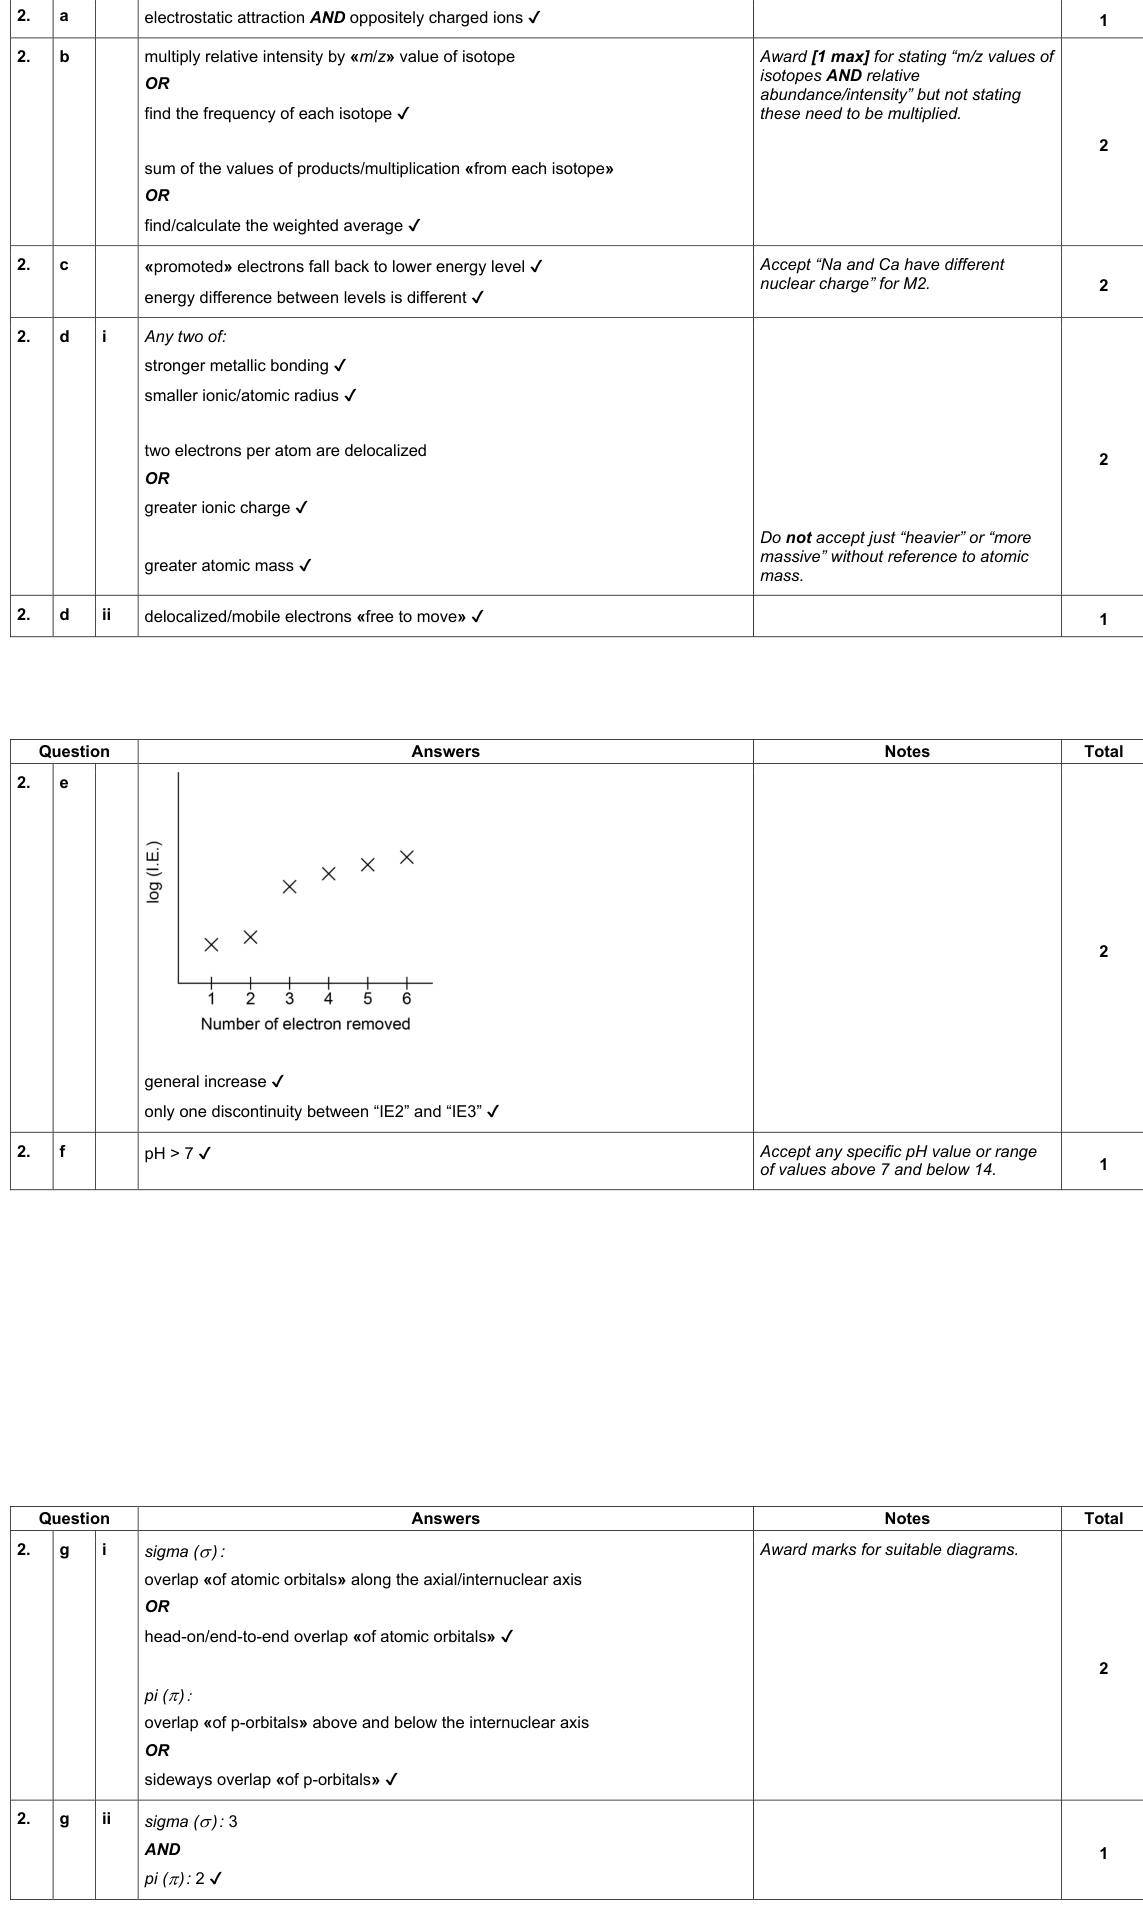 2. a electrostatic attraction AND oppositely charged ions ✓ 1
2. b multiply relative intensity by «m/z» value of isotope
OR
find the frequency of each isotope ✓
sum of the values of products/multiplication «from each isotope»
OR
find/calculate the weighted average ✓
Award [1 max] for stating “m/z values of
isotopes AND relative
abundance/intensity” but not stating
these need to be multiplied.
2
2. c «promoted» electrons fall back to lower energy level ✓
energy difference between levels is different ✓
Accept “Na and Ca have different
nuclear charge” for M2.
2
2. d i Any two of:
stronger metallic bonding ✓
smaller ionic/atomic radius ✓
two electrons per atom are delocalized
OR
greater ionic charge ✓
greater atomic mass ✓
Do not accept just “heavier” or “more
massive” without reference to atomic
mass.
2
2. d ii delocalized/mobile electrons «free to move» ✓ 1
Question Answers Notes Total
2. e
log (I.E.)
1 2 3 4 5 6
Number of electron removed
general increase ✓
only one discontinuity between “IE2” and “IE3” ✓
2
2. f pH > 7 ✓
Accept any specific pH value or range
of values above 7 and below 14.
1
Question Answers Notes Total
2. g i sigma (σ):
overlap «of atomic orbitals» along the axial/internuclear axis
OR
head-on/end-to-end overlap «of atomic orbitals» ✓
pi (π):
overlap «of p-orbitals» above and below the internuclear axis
OR
sideways overlap «of p-orbitals» ✓
Award marks for suitable diagrams.
2
2. g ii sigma (σ): 3
AND
pi (π): 2 ✓
1